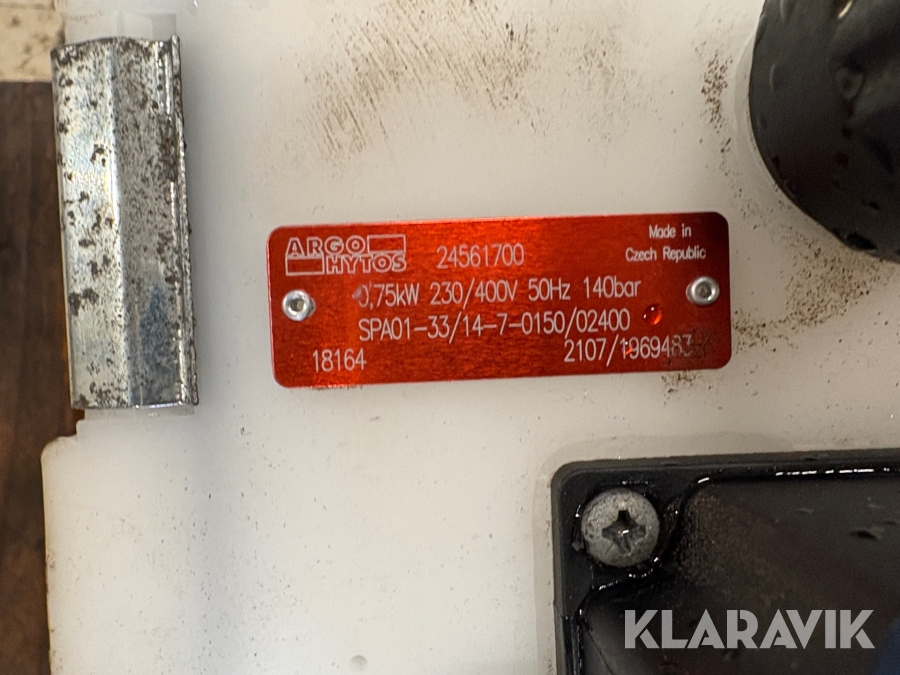 ARGO
HYTOS
24561700
Made in
Czech Republic
0,75kW 230/400V 50Hz 140bar
SPA01-33/14-7-0150/02400
18164
2107/1969483
KLARAVIK